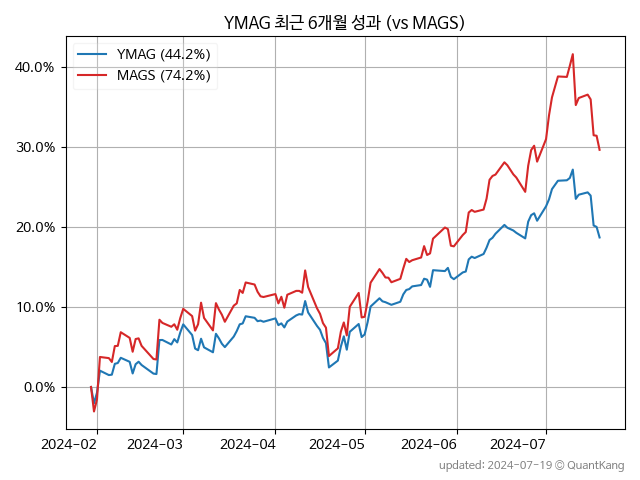 YMAG 최근 6개월 성과 (vs MAGS)
YMAG (44.2%)
MAGS (74.2%)
40.0%
30.0%
20.0%
10.0%
0.0%
2024-02 2024-03 2024-04 2024-05 2024-06 2024-07
updated: 2024-07-19 © QuantKang